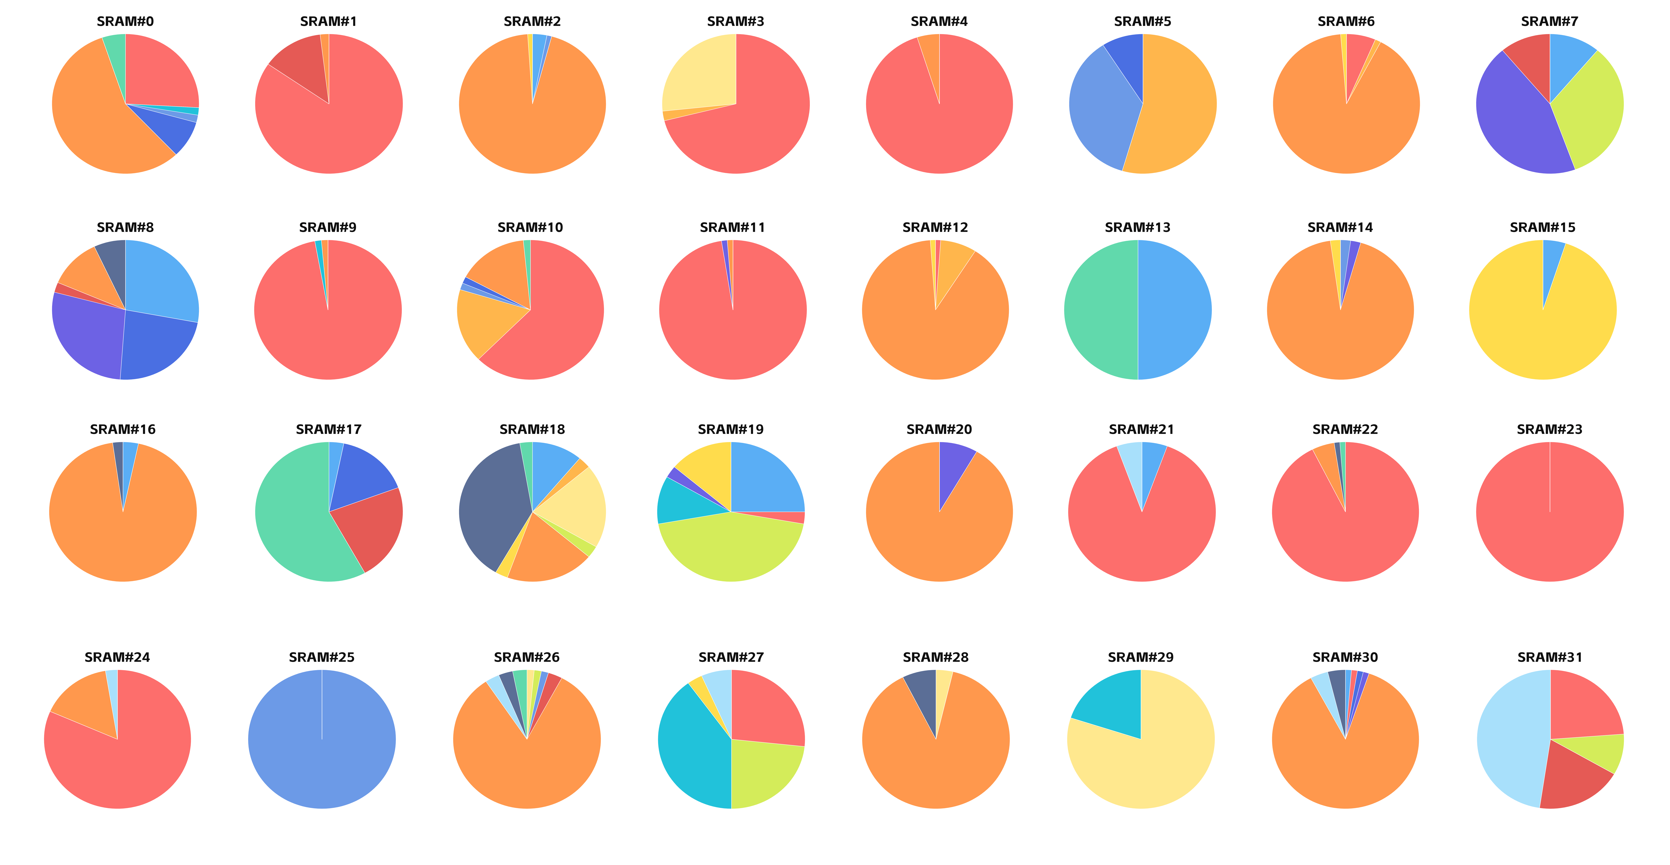 SRAM#0 SRAM#1 SRAM#2 SRAM#3 SRAM#4 SRAM#5 SRAM#6 SRAM#7
SRAM#8 SRAM#9 SRAM#10 SRAM#11 SRAM#12 SRAM#13 SRAM#14 SRAM#15
SRAM#16 SRAM#17 SRAM#18 SRAM#19 SRAM#20 SRAM#21 SRAM#22 SRAM#23
SRAM#24 SRAM#25 SRAM#26 SRAM#27 SRAM#28 SRAM#29 SRAM#30 SRAM#31